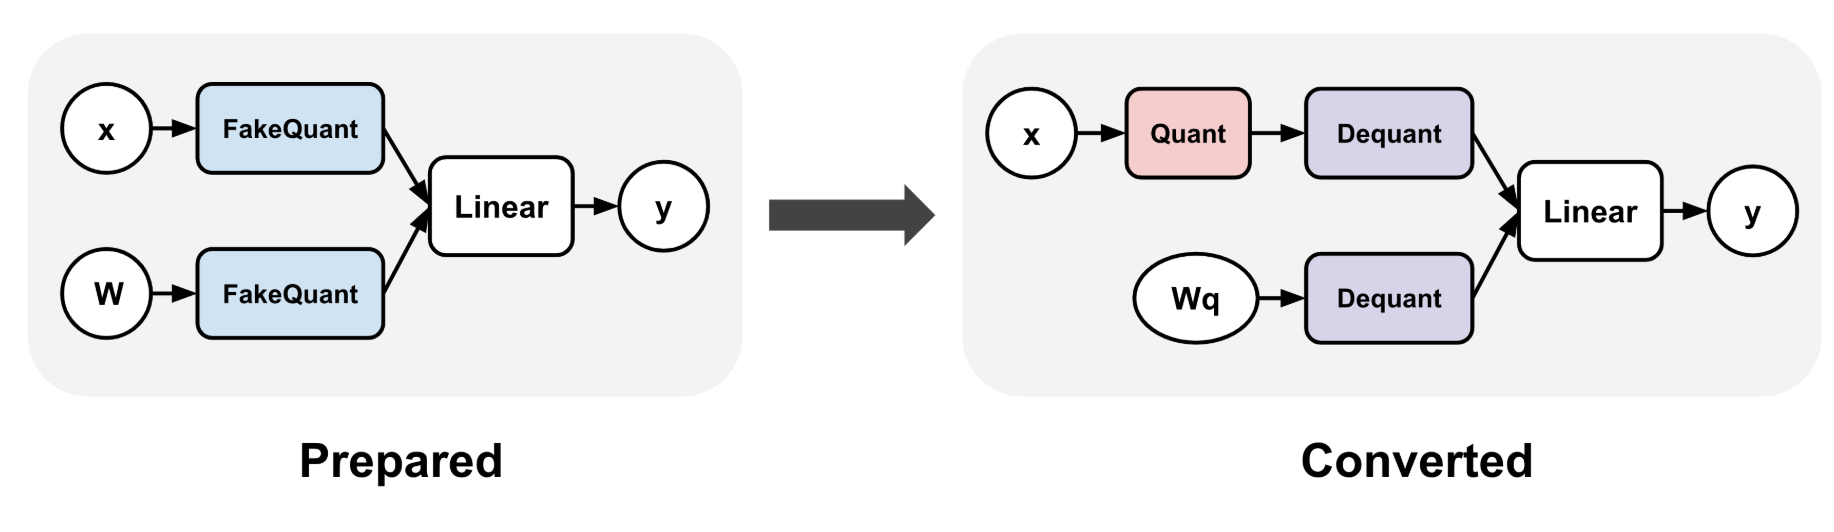 x
FakeQuant
Linear
y
W
FakeQuant
Prepared
x
Quant
Dequant
Linear
y
Wq
Dequant
Converted